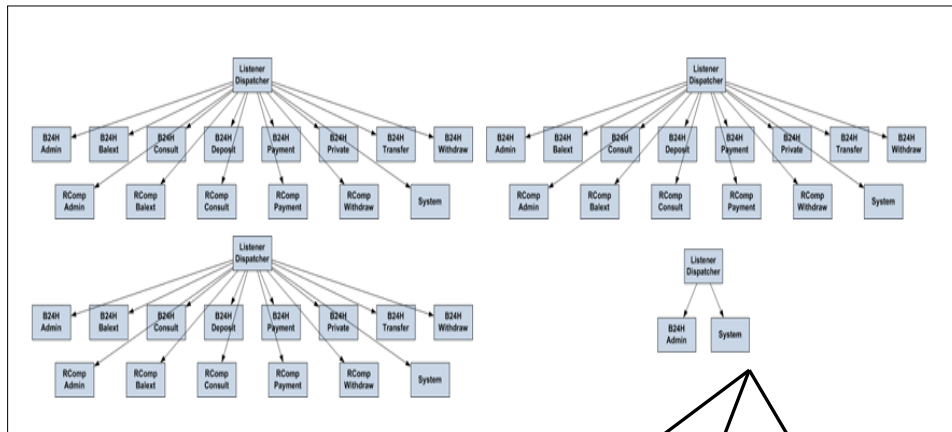 Listener
Dispatcher
B24H
Admin
B24H
Balext
B24H
Consult
B24H
Deposit
B24H
Payment
B24H
Private
B24H
Transfer
B24H
Withdraw
RComp
Admin
RComp
Balext
RComp
Consult
RComp
Payment
RComp
Withdraw
System
Listener
Dispatcher
B24H
Admin
B24H
Balext
B24H
Consult
B24H
Deposit
B24H
Payment
B24H
Private
B24H
Transfer
B24H
Withdraw
RComp
Admin
RComp
Balext
RComp
Consult
RComp
Payment
RComp
Withdraw
System
Listener
Dispatcher
B24H
Admin
B24H
Balext
B24H
Consult
B24H
Deposit
B24H
Payment
B24H
Private
B24H
Transfer
B24H
Withdraw
RComp
Admin
RComp
Balext
RComp
Consult
RComp
Payment
RComp
Withdraw
System
Listener
Dispatcher
B24H
Admin
System